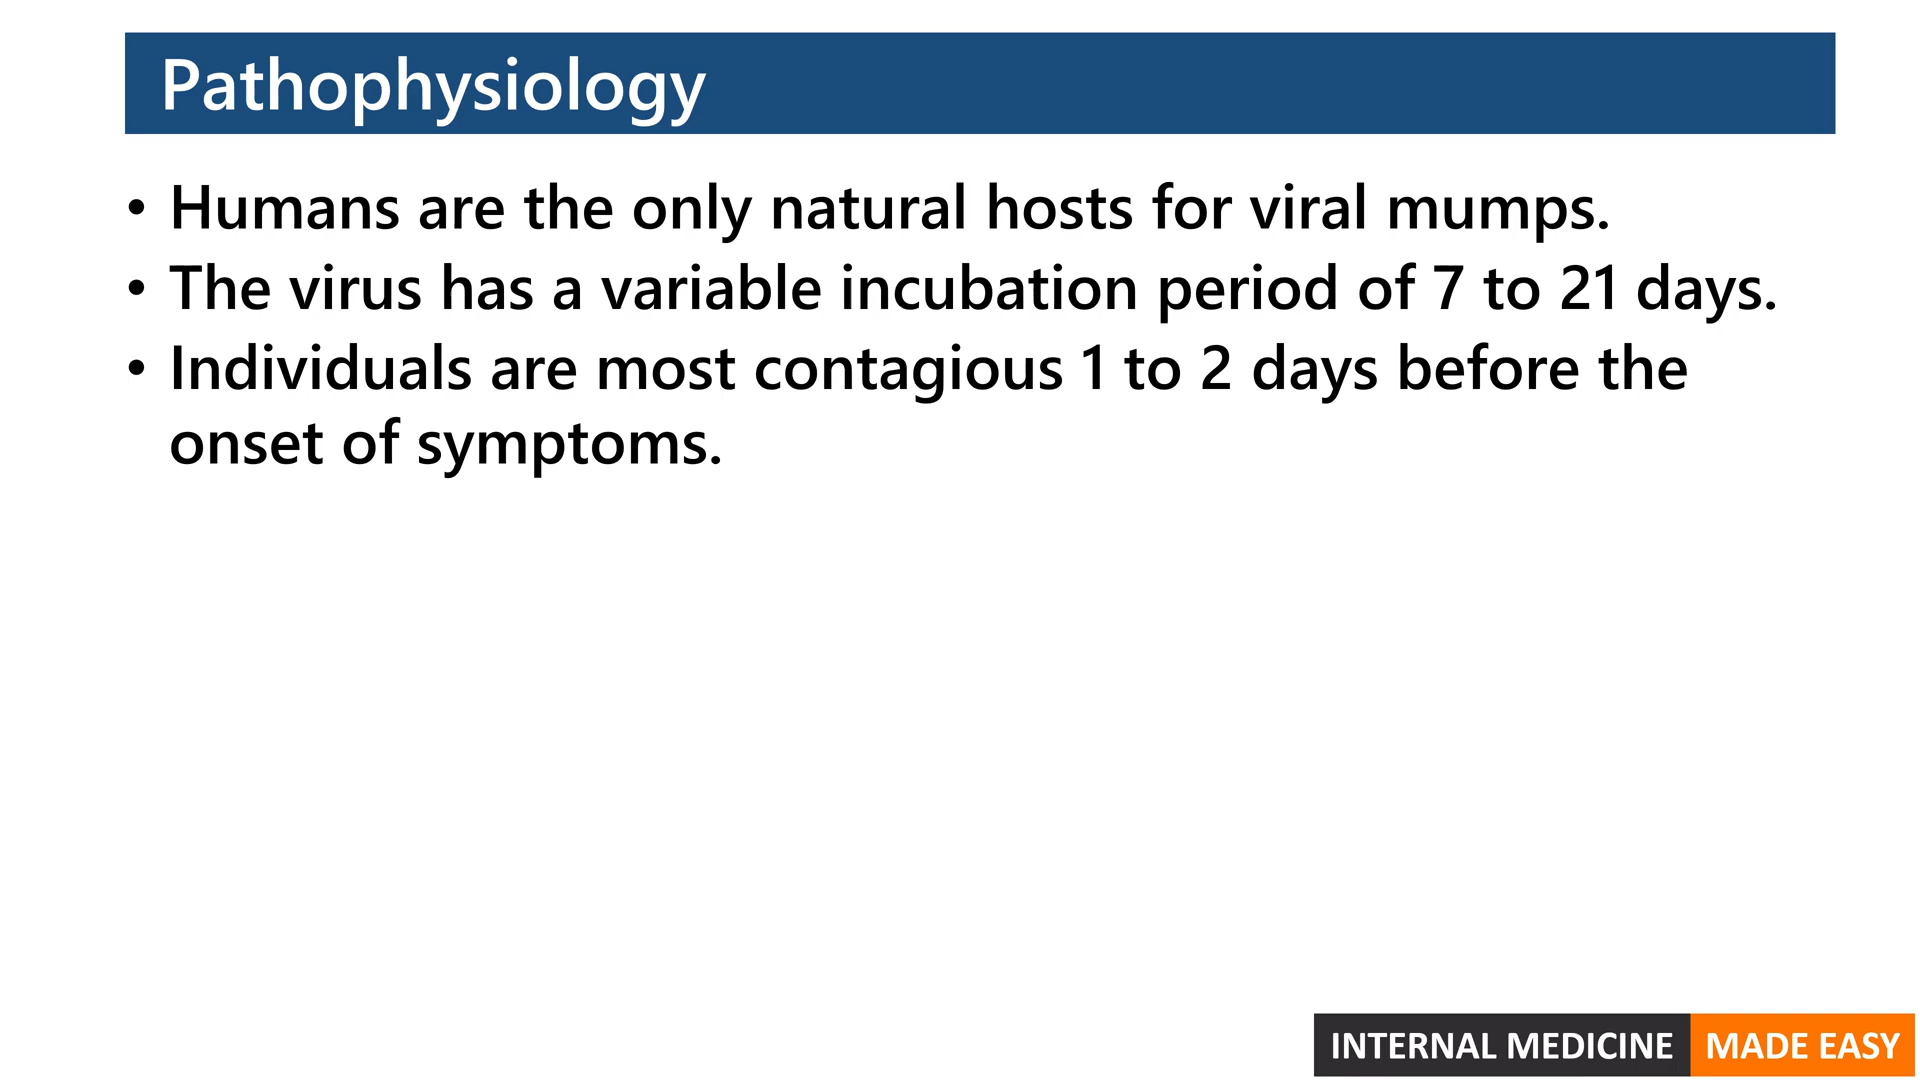 Pathophysiology
• Humans are the only natural hosts for viral mumps.
• The virus has a variable incubation period of 7 to 21 days.
• Individuals are most contagious 1 to 2 days before the
onset of symptoms.
INTERNAL MEDICINE MADE EASY